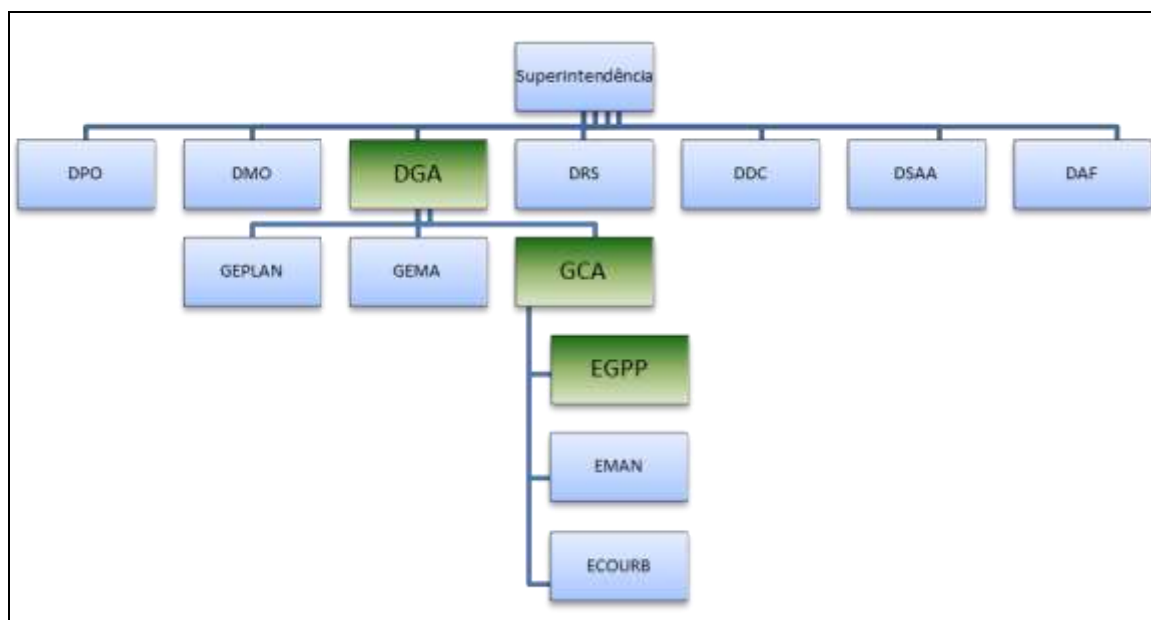 Superintendência
DPO
DMO
DGA
DRS
DDC
DSAA
DAF
GEPLAN
GEMA
GCA
EGPP
EMAN
ECOURB